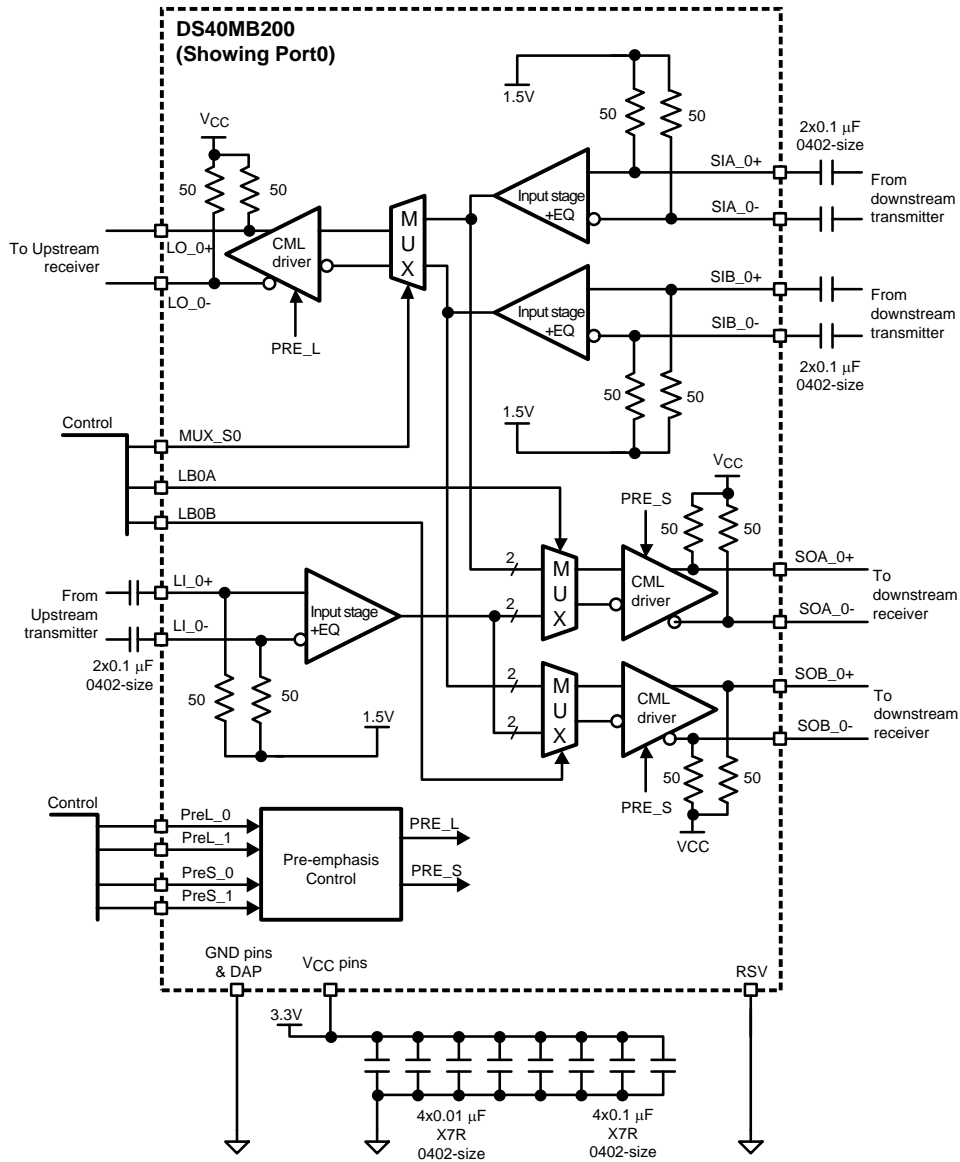 DS40MB200
(Showing Port0)
1.5V
50
50
2x0.1 μF
0402-size
VCC
50
50
SIA_0+
SIA_0-
From
downstream
transmitter
Input stage
+EQ
M
U
X
CML
driver
LO_0+
LO_0-
To Upstream
receiver
PRE_L
SIB_0+
SIB_0-
From
downstream
transmitter
Input stage
+EQ
2x0.1 μF
0402-size
50
50
1.5V
Control
MUX_S0
LB0A
LB0B
VCC
PRE_S
50
50
SOA_0+
SOA_0-
To
downstream
receiver
2
2
M
U
X
CML
driver
From
Upstream
transmitter
LI_0+
LI_0-
Input stage
+EQ
2x0.1 μF
0402-size
50
50
1.5V
2
2
M
U
X
CML
driver
SOB_0+
SOB_0-
To
downstream
receiver
PRE_S
50
50
VCC
Control
PreL_0
PreL_1
PreS_0
PreS_1
Pre-emphasis
Control
PRE_L
PRE_S
GND pins
& DAP
VCC pins
RSV
3.3V
4x0.01 μF
X7R
0402-size
4x0.1 μF
X7R
0402-size